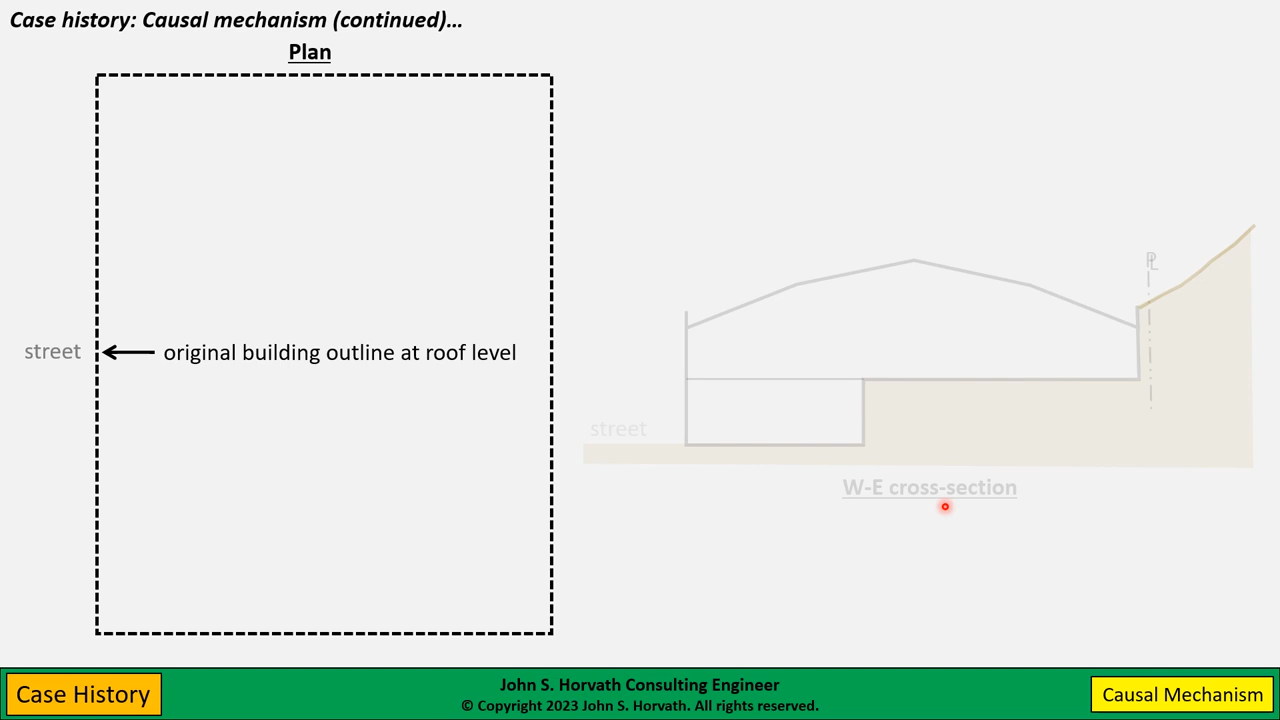 Case history: Causal mechanism (continued)…
Plan
street
original building outline at roof level
PL
street
W-E cross-section
Case History
John S. Horvath Consulting Engineer
© Copyright 2023 John S. Horvath. All rights reserved.
Causal Mechanism